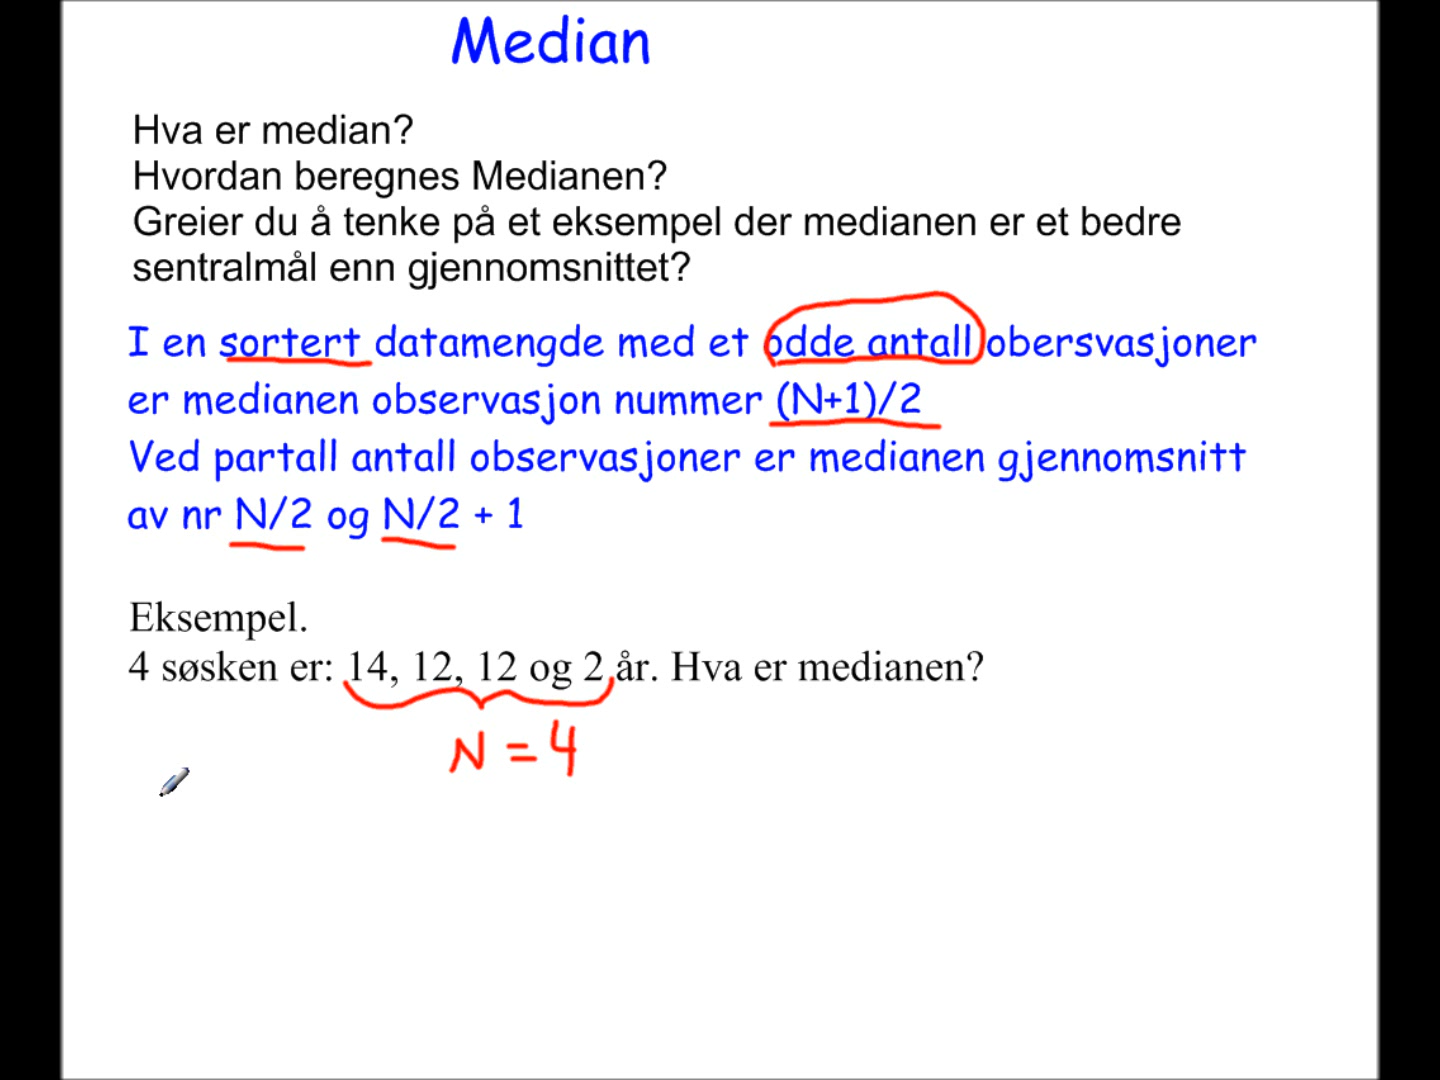 Median
Hva er median?
Hvordan beregnes Medianen?
Greier du å tenke på et eksempel der medianen er et bedre
sentralmål enn gjennomsnittet?
I en sortert datamengde med et odde antall obersvasjoner
er medianen observasjon nummer (N+1)/2
Ved partall antall observasjoner er medianen gjennomsnitt
av nr N/2 og N/2 + 1
Eksempel.
4 søsken er: 14, 12, 12 og 2 år. Hva er medianen?
N = 4